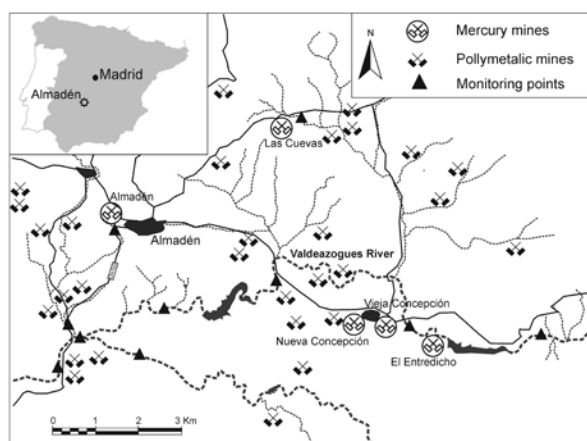 Madrid
Almadén
N
Mercury mines
Pollymetalic mines
Monitoring points
Las Cuevas
Almadén
Almadén
Valdeazogues River
Vieja Concepción
Nueva Concepción
El Entredicho
0 1 2 3 Km